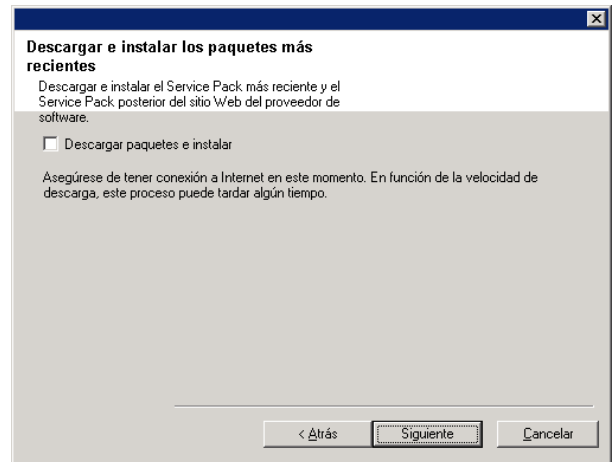 Descargar e instalar los paquetes más
recientes
Descargar e instalar el Service Pack más reciente y el
Service Pack posterior del sitio Web del proveedor de
software.
Descargar paquetes e instalar
Asegúrese de tener conexión a Internet en este momento. En función de la velocidad de
descarga, este proceso puede tardar algún tiempo.
< Atrás
Siguiente
Cancelar